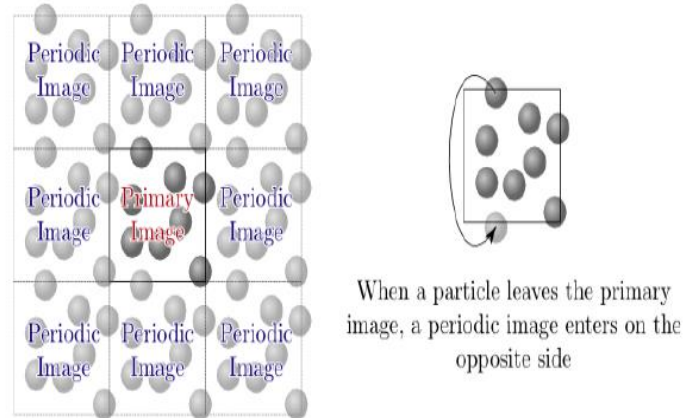 Periodic Periodic Periodic
Image Image Image
Periodic Primary Periodic
Image Image Image
Periodic Periodic Periodic
Image Image Image
When a particle leaves the primary
image, a periodic image enters on the
opposite side